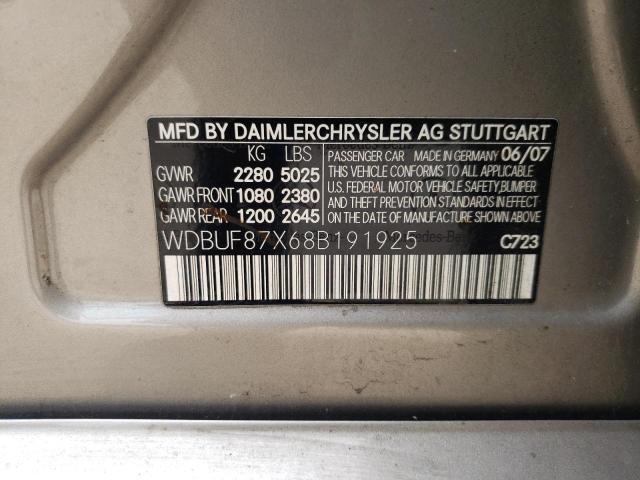 MFD BY DAIMLERCHRYSLER AG STUTTGART
KG LBS
GVWR 2280 5025
GAWR FRONT 1080 2380
GAWR REAR 1200 2645
PASSENGER CAR MADE IN GERMANY 06/07
THIS VEHICLE CONFORMS TO ALL APPLICABLE
U.S. FEDERAL MOTOR VEHICLE SAFETY, BUMPER
AND THEFT PREVENTION STANDARDS IN EFFECT
ON THE DATE OF MANUFACTURE SHOWN ABOVE.
WDBUF87X68B191925
C723